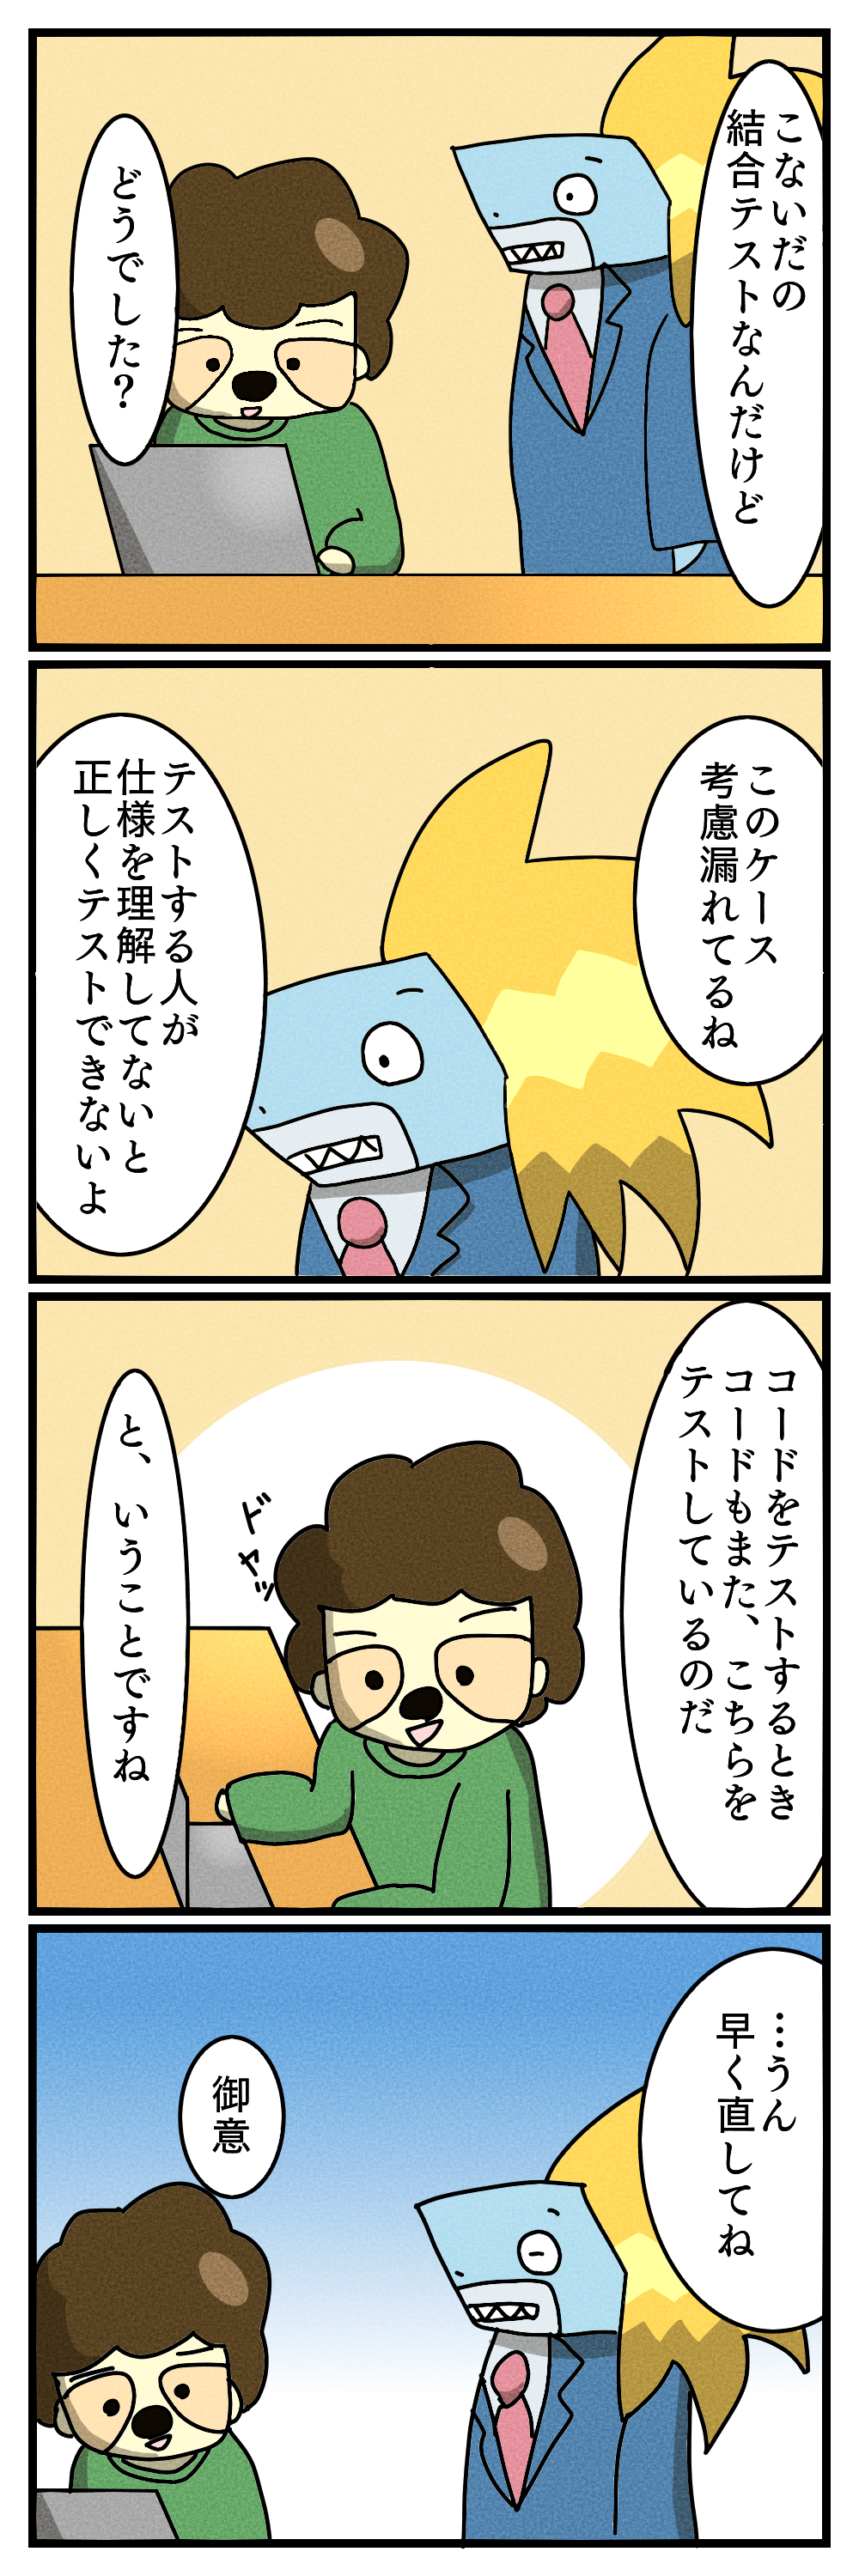 こないだの
結合テストなんだけど
どうでした?
このケース
考慮漏れてるね
テストする人が
仕様を理解してないと
正しくテストできないよ
コードをテストするとき
コードもまた、こちらを
テストしているのだ
ドヤッ
と、いうことですね
…うん
早く直してね
御意